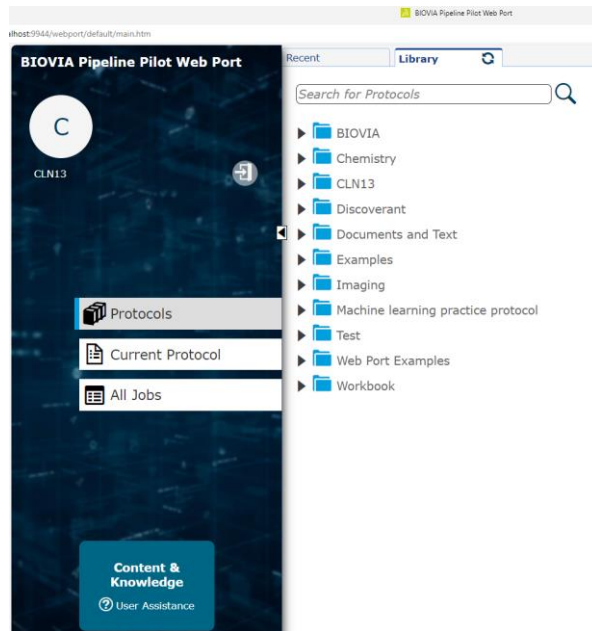 BIOVIA Pipeline Pilot Web Port
lhost:9944/webport/default/main.htm
BIOVIA Pipeline Pilot Web Port
C
CLN13
Protocols
Current Protocol
All Jobs
Content &
Knowledge
? User Assistance
Recent
Library
Search for Protocols
BIOVIA
Chemistry
CLN13
Discoverant
Documents and Text
Examples
Imaging
Machine learning practice protocol
Test
Web Port Examples
Workbook